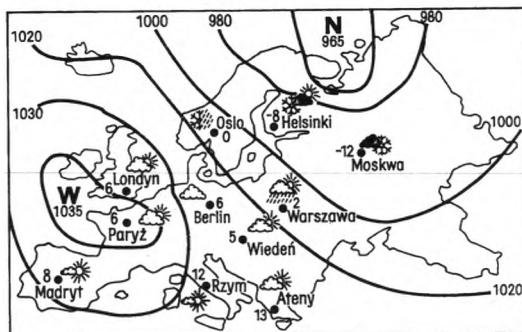 1020
1000
980
N
965
980
1030
Oslo
0
-8
Helsinki
1000
-12
Moskwa
Londyn
6
W
1035
6
Paryż
6
Berlin
2
Warszawa
5
Wiedeń
8
Madryt
12
Rzym
Ateny
13
1020